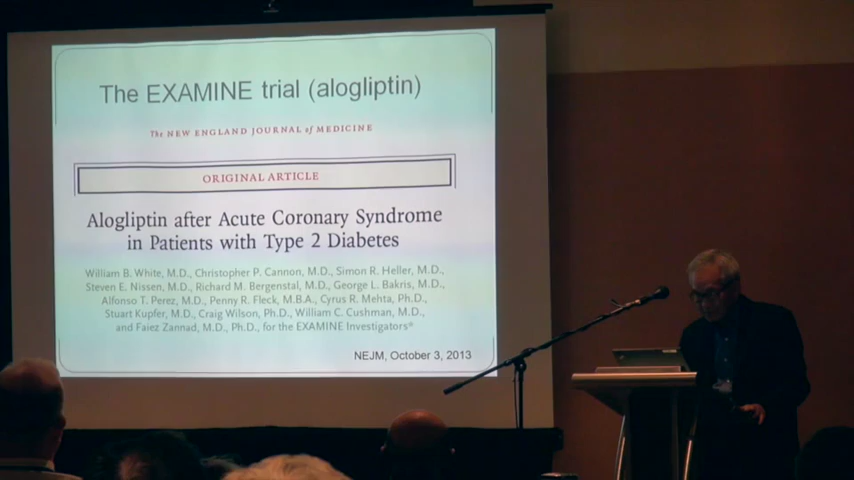 The EXAMINE trial (alogliptin)
The NEW ENGLAND JOURNAL of MEDICINE
ORIGINAL ARTICLE
Alogliptin after Acute Coronary Syndrome
in Patients with Type 2 Diabetes
William B. White, M.D., Christopher P. Cannon, M.D., Simon R. Heller, M.D.,
Steven E. Nissen, M.D., Richard M. Bergenstal, M.D., George L. Bakris, M.D.,
Alfonso T. Perez, M.D., Penny R. Fleck, M.B.A., Cyrus R. Mehta, Ph.D.,
Stuart Kupfer, M.D., Craig Wilson, Ph.D., William C. Cushman, M.D.,
and Faiez Zannad, M.D., Ph.D., for the EXAMINE Investigators*
NEJM, October 3, 2013